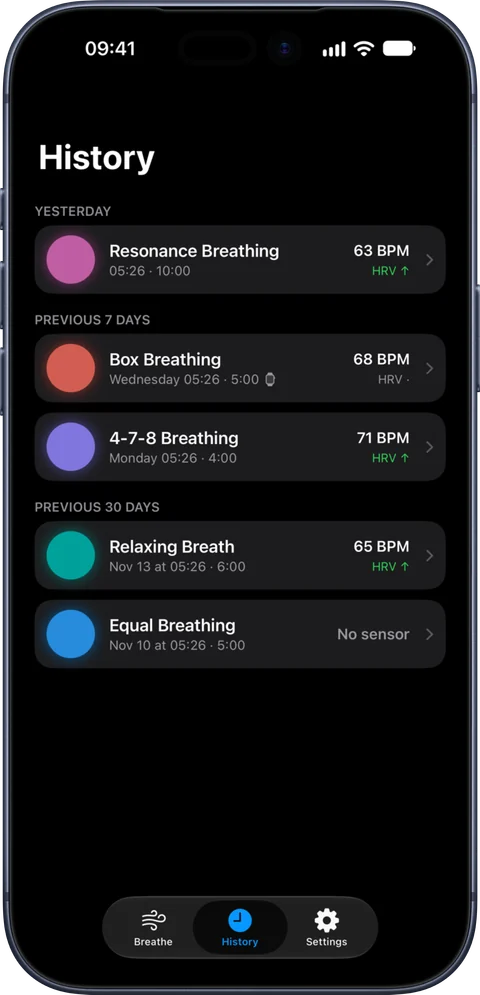 09:41
History
YESTERDAY
Resonance Breathing
63 BPM
05:26 · 10:00
HRV ↑
PREVIOUS 7 DAYS
Box Breathing
68 BPM
Wednesday 05:26 · 5:00
HRV ·
4-7-8 Breathing
71 BPM
Monday 05:26 · 4:00
HRV ↑
PREVIOUS 30 DAYS
Relaxing Breath
65 BPM
Nov 13 at 05:26 · 6:00
HRV ↑
Equal Breathing
No sensor
Nov 10 at 05:26 · 5:00
Breathe
History
Settings